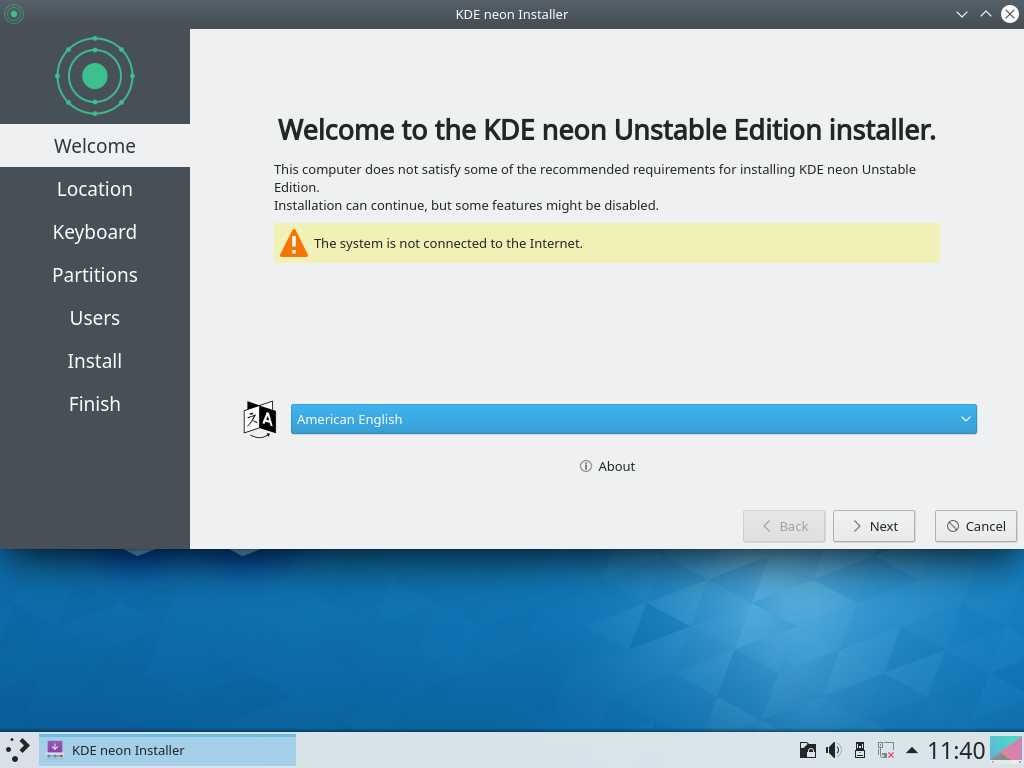 KDE neon Installer
Welcome
Location
Keyboard
Partitions
Users
Install
Finish
Welcome to the KDE neon Unstable Edition installer.
This computer does not satisfy some of the recommended requirements for installing KDE neon Unstable
Edition.
Installation can continue, but some features might be disabled.
The system is not connected to the Internet.
American English
About
Back
Next
Cancel
KDE neon Installer
11:40